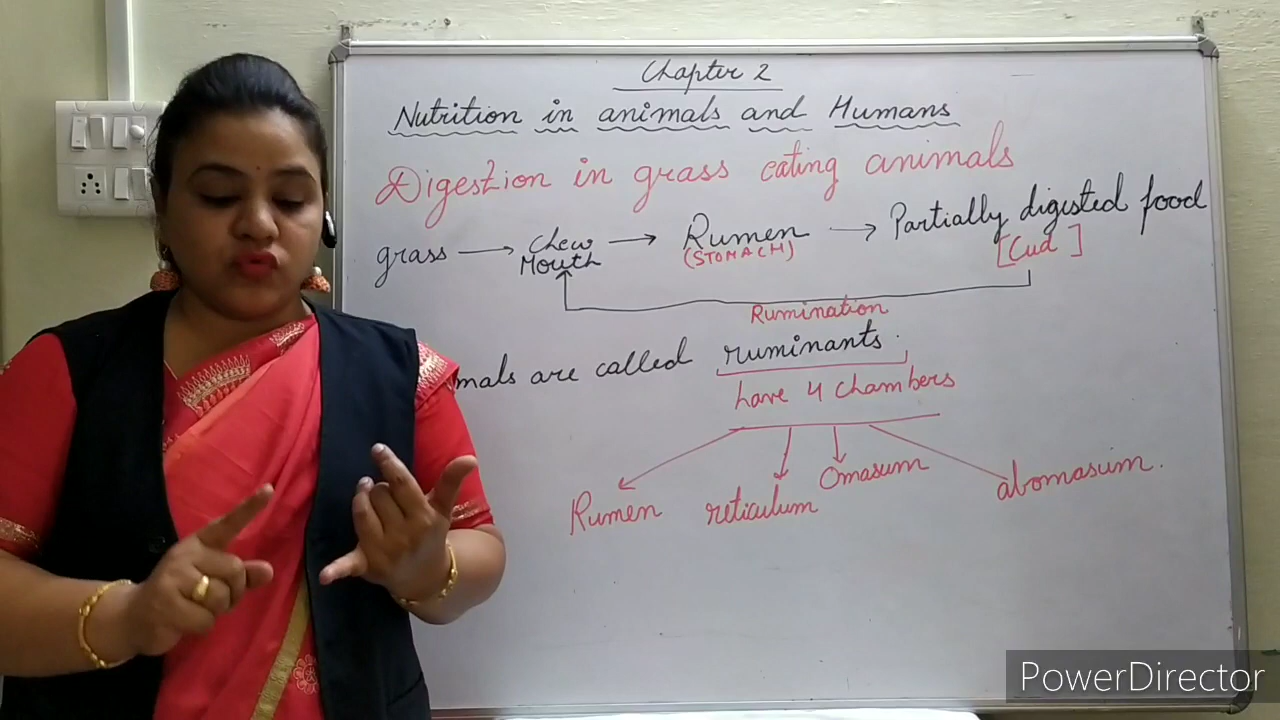 Chapter 2
Nutrition in animals and Humans
Digestion in grass eating animals
grass → Chew Mouth → Rumen (STOMACH) → Partially digested food [Cud]
Rumination
mals are called ruminants.
have 4 chambers
Rumen reticulum Omasum abomasum.
PowerDirector